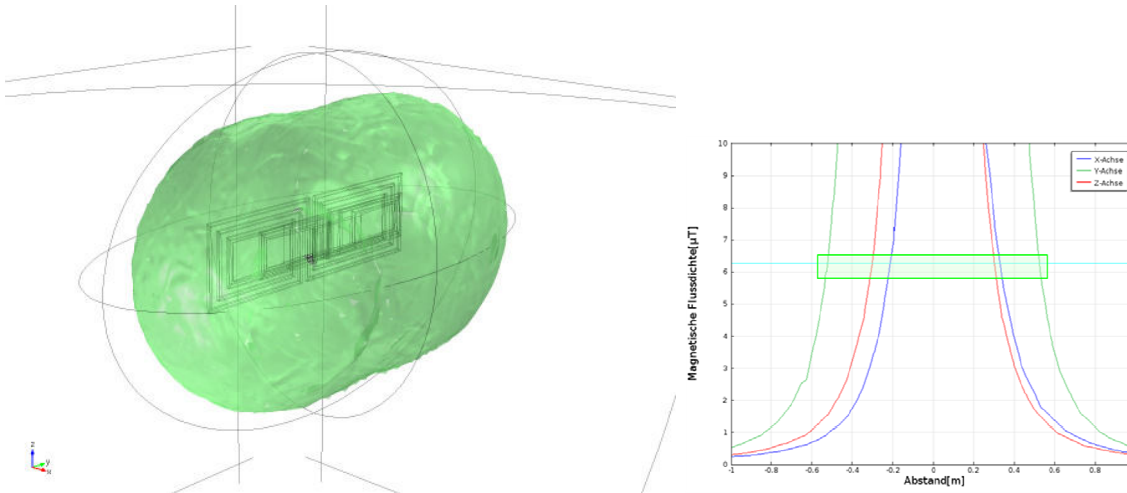 z
y
x
10
9
8
7
6
5
4
3
2
1
0
Magnetische Flussdichte[μT]
X-Achse
Y-Achse
Z-Achse
-1 -0.8 -0.6 -0.4 -0.2 0 0.2 0.4 0.6 0.8
Abstand[m]